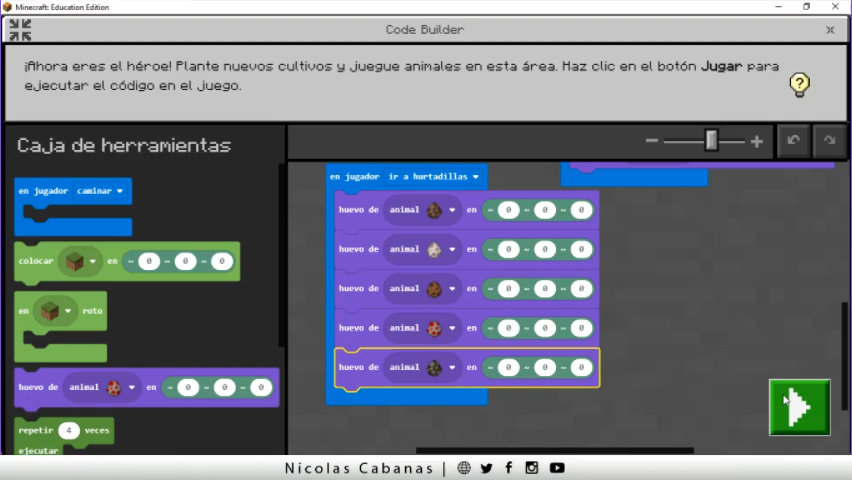 Minecraft: Education Edition
Code Builder
¡Ahora eres el héroe! Plante nuevos cultivos y juegue animales en esta área. Haz clic en el botón Jugar para
ejecutar el código en el juego.
Caja de herramientas
en jugador caminar
colocar en ~ 0 ~ 0 ~ 0
en roto
huevo de animal en ~ 0 ~ 0 ~ 0
repetir 4 veces
ejecutar
en jugador ir a hurtadillas
huevo de animal en ~ 0 ~ 0 ~ 0
huevo de animal en ~ 0 ~ 0 ~ 0
huevo de animal en ~ 0 ~ 0 ~ 0
huevo de animal en ~ 0 ~ 0 ~ 0
huevo de animal en ~ 0 ~ 0 ~ 0
Nicolas Cabanas |